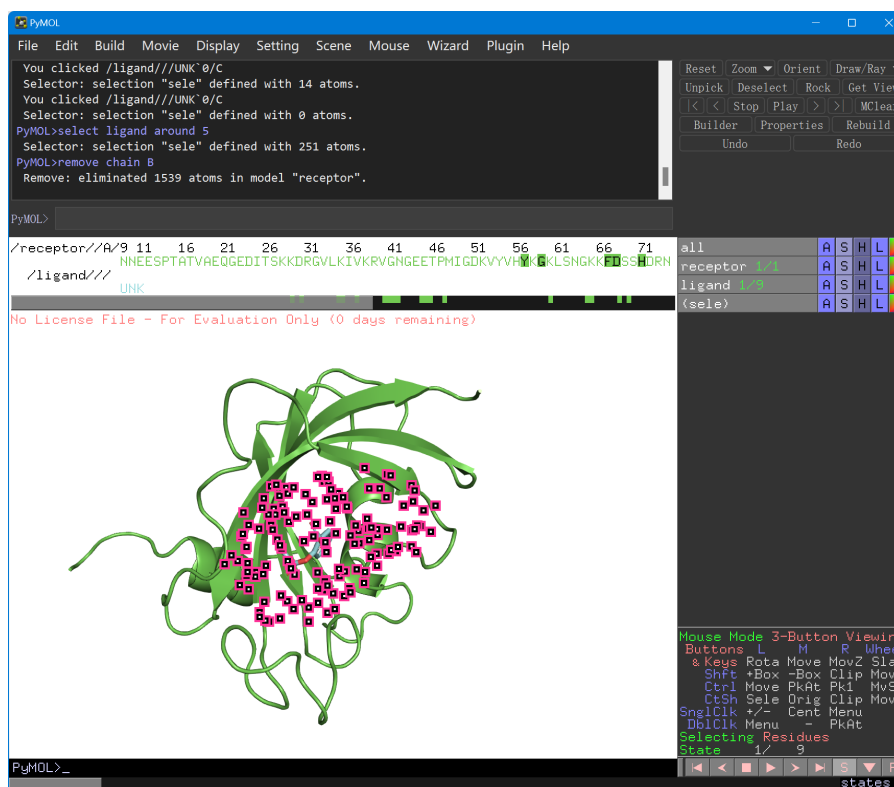 PyMOL
File Edit Build Movie Display Setting Scene Mouse Wizard Plugin Help
You clicked /ligand///UNK`0/C
Selector: selection "sele" defined with 14 atoms.
You clicked /ligand///UNK`0/C
Selector: selection "sele" defined with 0 atoms.
PyMOL>select ligand around 5
Selector: selection "sele" defined with 251 atoms.
PyMOL>remove chain B
Remove: eliminated 1539 atoms in model "receptor".
PyMOL>
Reset Zoom Orient Draw/Ray
Unpick Deselect Rock Get View
|< < Stop Play > >| MClea
Builder Properties Rebuild
Undo Redo
/receptor//A/9 11 16 21 26 31 36 41 46 51 56 61 66 71
NNEESPTATVAEQGEDITSKKDRGVLKIVKRVGNGEETPMIGDKVYVHYKGKLSNGKKFDSSHDRN
/ligand///
UNK
No License File - For Evaluation Only (0 days remaining)
all A S H L
receptor 1/1 A S H L
ligand 1/9 A S H L
(sele) A S H L
Mouse Mode 3-Button Viewin
Buttons L M R Whee
& Keys Rota Move MovZ Sla
Shft +Box -Box Clip Mov
Ctrl Move PkAt Pk1 MvS
CtSh Sele Orig Clip Mov
SnglClk +/- Cent Menu
DblClk Menu - PkAt
Selecting Residues
State 1/ 9
PyMOL>_
S F
states